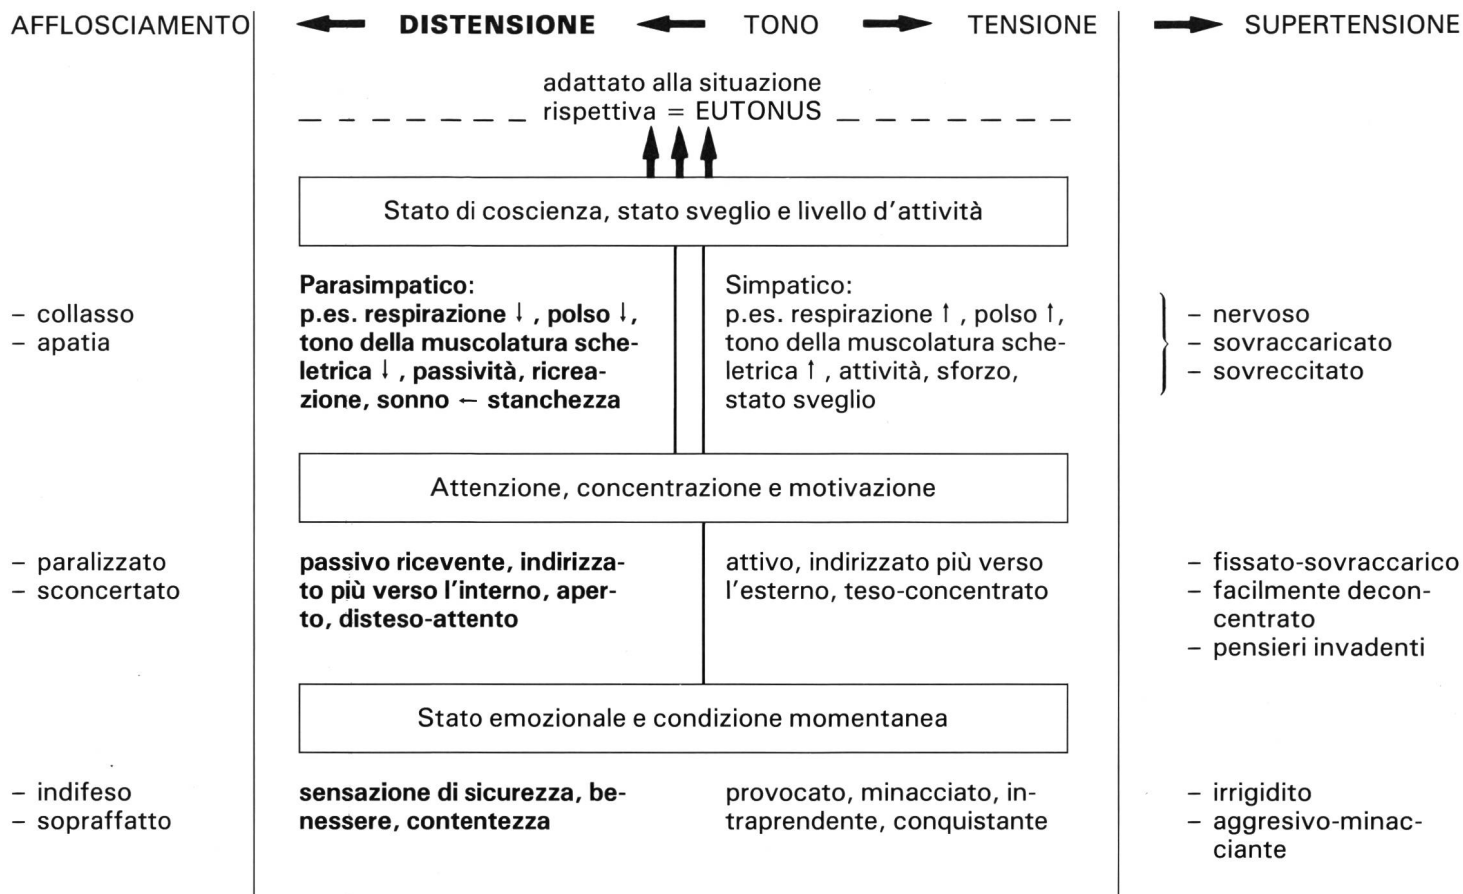 AFFLOSCIAMENTO ← DISTENSIONE ← TONO → TENSIONE → SUPERTENSIONE
adattato alla situazione
rispettiva = EUTONUS
Stato di coscienza, stato sveglio e livello d'attività
– collasso
– apatia
Parasimpatico:
p.es. respirazione ↓, polso ↓,
tono della muscolatura sche-
letrica ↓, passività, ricrea-
zione, sonno ← stanchezza
Simpatico:
p.es. respirazione ↑, polso ↑,
tono della muscolatura sche-
letrica ↑, attività, sforzo,
stato sveglio
– nervoso
– sovraccaricato
– sovreccitato
Attenzione, concentrazione e motivazione
– paralizzato
– sconcertato
passivo ricevente, indirizza-
to più verso l'interno, aper-
to, disteso-attento
attivo, indirizzato più verso
l'esterno, teso-concentrato
– fissato-sovraccarico
– facilmente decon-
centrato
– pensieri invadenti
Stato emozionale e condizione momentanea
– indifeso
– sopraffatto
sensazione di sicurezza, be-
nessere, contentezza
provocato, minacciato, in-
traprendente, conquistante
– irrigidito
– aggresivo-minac-
ciante